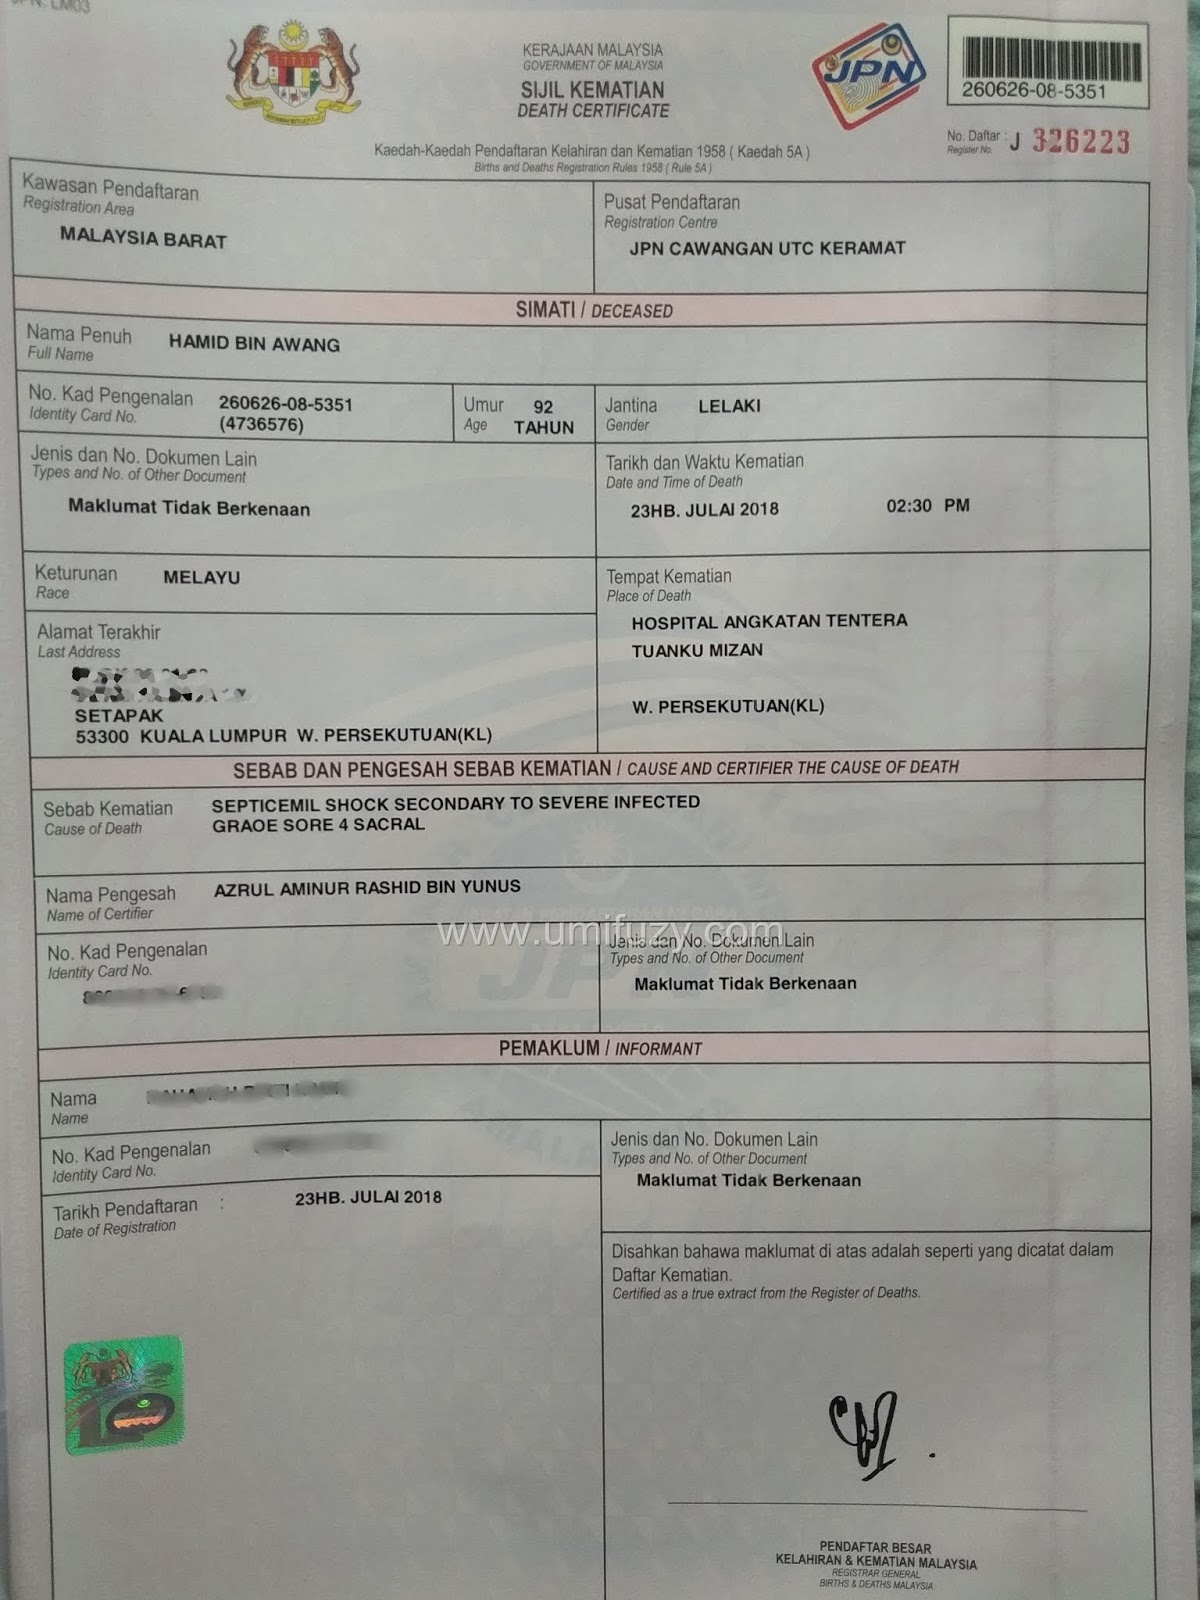 KERAJAAN MALAYSIA
GOVERNMENT OF MALAYSIA
SIJIL KEMATIAN
DEATH CERTIFICATE
JPN
260626-08-5351
No. Daftar :
Register No.
J 326223
Kaedah-Kaedah Pendaftaran Kelahiran dan Kematian 1958 ( Kaedah 5A )
Births and Deaths Registration Rules 1958 ( Rule 5A )
Kawasan Pendaftaran
Registration Area
MALAYSIA BARAT
Pusat Pendaftaran
Registration Centre
JPN CAWANGAN UTC KERAMAT
SIMATI / DECEASED
Nama Penuh
Full Name
HAMID BIN AWANG
No. Kad Pengenalan
Identity Card No.
260626-08-5351
(4736576)
Umur
Age
92
TAHUN
Jantina
Gender
LELAKI
Jenis dan No. Dokumen Lain
Types and No. of Other Document
Maklumat Tidak Berkenaan
Tarikh dan Waktu Kematian
Date and Time of Death
23HB. JULAI 2018 02:30 PM
Keturunan
Race
MELAYU
Tempat Kematian
Place of Death
HOSPITAL ANGKATAN TENTERA
TUANKU MIZAN
W. PERSEKUTUAN(KL)
Alamat Terakhir
Last Address
SETAPAK
53300 KUALA LUMPUR W. PERSEKUTUAN(KL)
SEBAB DAN PENGESAH SEBAB KEMATIAN / CAUSE AND CERTIFIER THE CAUSE OF DEATH
Sebab Kematian
Cause of Death
SEPTICEMIL SHOCK SECONDARY TO SEVERE INFECTED
GRAOE SORE 4 SACRAL
Nama Pengesah
Name of Certifier
AZRUL AMINUR RASHID BIN YUNUS
www.umifuzy.com
No. Kad Pengenalan
Identity Card No.
Jenis dan No. Dokumen Lain
Types and No. of Other Document
Maklumat Tidak Berkenaan
PEMAKLUM / INFORMANT
Nama
Name
No. Kad Pengenalan
Identity Card No.
Jenis dan No. Dokumen Lain
Types and No. of Other Document
Maklumat Tidak Berkenaan
Tarikh Pendaftaran :
Date of Registration
23HB. JULAI 2018
Disahkan bahawa maklumat di atas adalah seperti yang dicatat dalam
Daftar Kematian.
Certified as a true extract from the Register of Deaths.
PENDAFTAR BESAR
KELAHIRAN & KEMATIAN MALAYSIA
REGISTRAR GENERAL
BIRTHS & DEATHS MALAYSIA